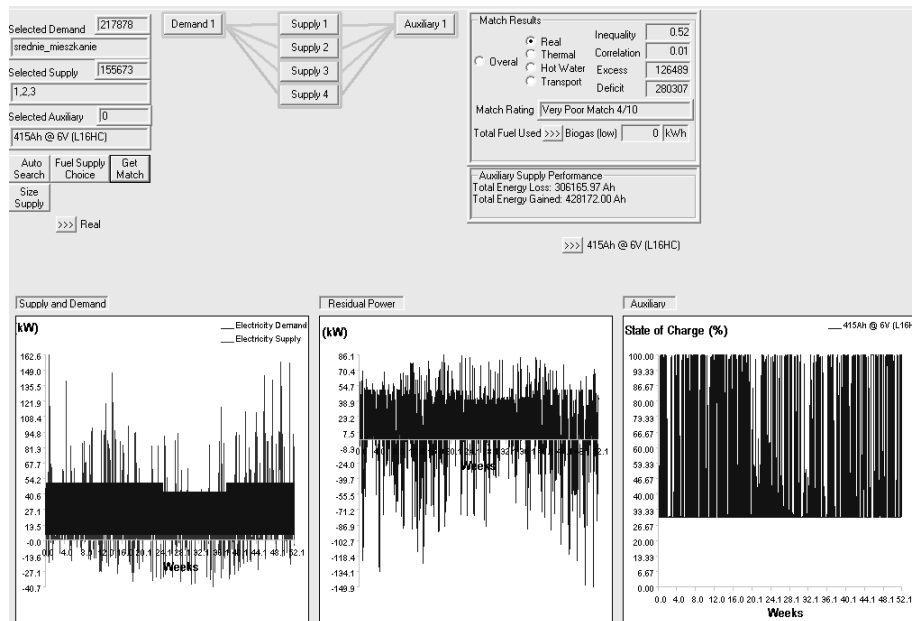 Selected Demand 217878
srednie_mieszkanie
Selected Supply 155673
1,2,3
Selected Auxiliary 0
415Ah @ 6V (L16HC)
Auto Search
Fuel Supply Choice
Get Match
Size Supply
>>> Real
Demand 1
Supply 1
Supply 2
Supply 3
Supply 4
Auxiliary 1
Match Results
Overal
Real
Thermal
Hot Water
Transport
Inequality 0.52
Correlation 0.01
Excess 126489
Deficit 280307
Match Rating Very Poor Match 4/10
Total Fuel Used >>> Biogas (low) 0 kWh
Auxiliary Supply Performance
Total Energy Loss: 306165.97 Ah
Total Energy Gained: 428172.00 Ah
>>> 415Ah @ 6V (L16HC)
Supply and Demand
(kW)
Electricity Demand
Electricity Supply
162.6
149.0
135.5
121.9
108.4
94.8
81.3
67.7
54.2
40.6
27.1
13.5
-0.0
-13.6
-27.1
-40.7
Weeks
Residual Power
(kW)
86.1
70.4
54.7
38.9
23.2
7.5
-8.3
-24.0
-39.7
-55.5
-71.2
-86.9
-102.7
-118.4
-134.1
-149.9
Weeks
Auxiliary
State of Charge (%)
415Ah @ 6V (L16H
100.00
93.33
86.67
80.00
73.33
66.67
60.00
53.33
46.67
40.00
33.33
26.67
20.00
13.33
6.67
0.00
0.0 4.0 8.1 12.0 16.1 20.1 24.1 28.1 32.1 36.1 40.1 44.1 48.1 52.1
Weeks